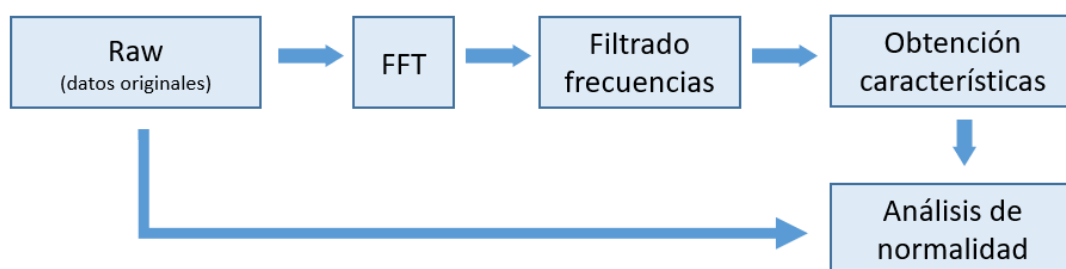 Raw
(datos originales)
FFT
Filtrado
frecuencias
Obtención
características
Análisis de
normalidad